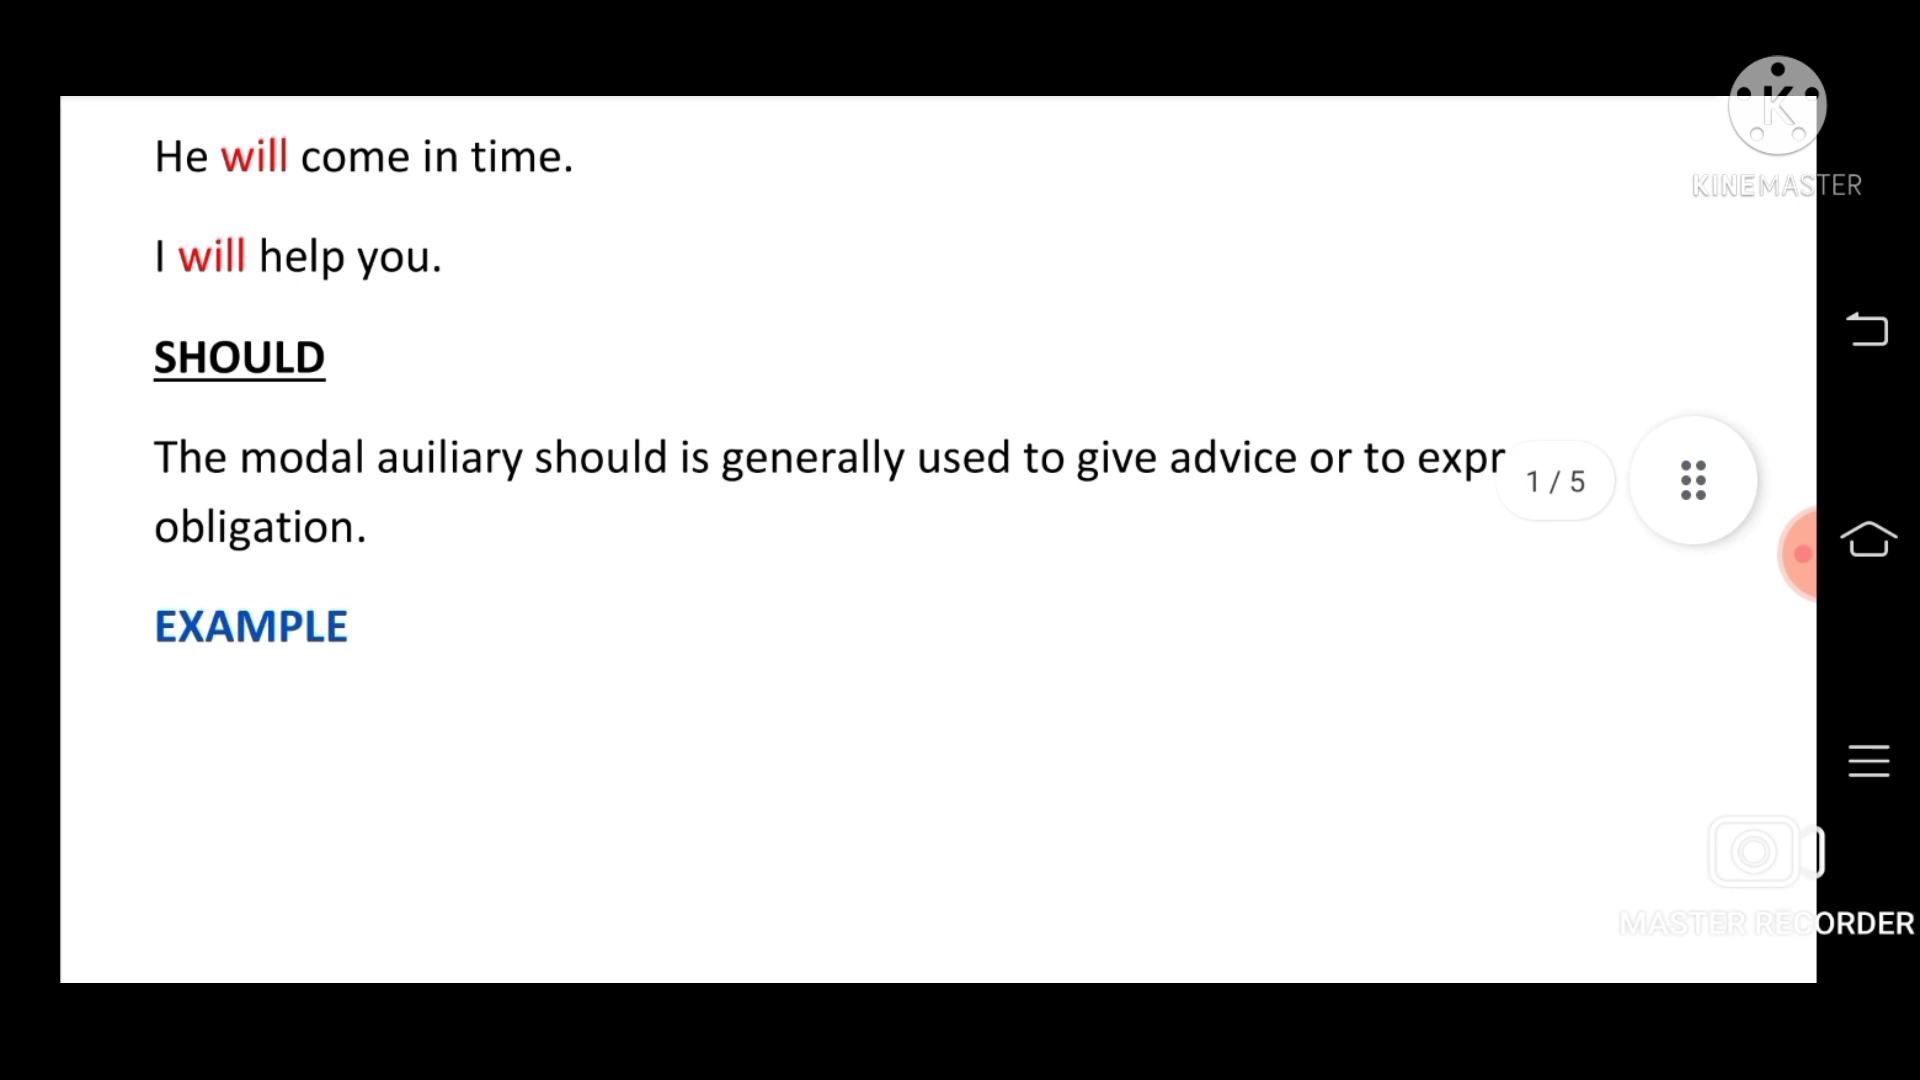 He will come in time.
I will help you.
SHOULD
The modal auiliary should is generally used to give advice or to expr
obligation.
EXAMPLE
1 / 5
K
KINEMASTER
MASTER RECORDER